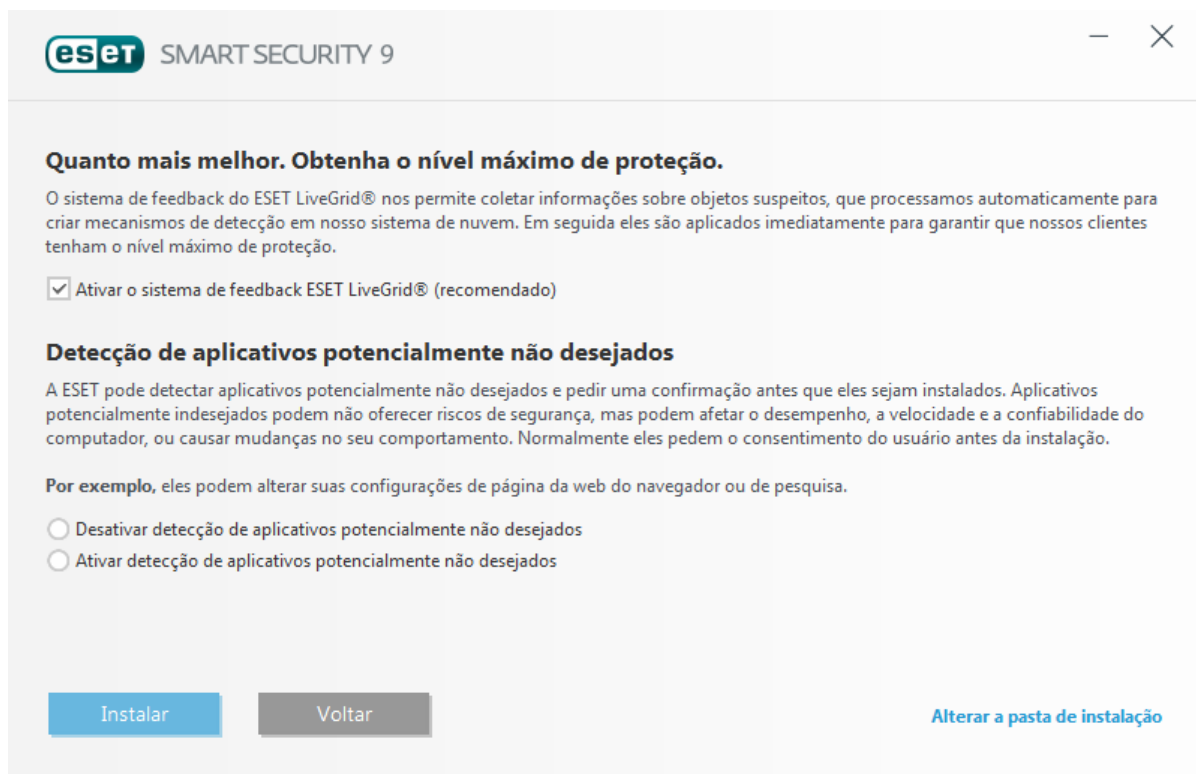 eset SMART SECURITY 9
Quanto mais melhor. Obtenha o nível máximo de proteção.
O sistema de feedback do ESET LiveGrid® nos permite coletar informações sobre objetos suspeitos, que processamos automaticamente para
criar mecanismos de detecção em nosso sistema de nuvem. Em seguida eles são aplicados imediatamente para garantir que nossos clientes
tenham o nível máximo de proteção.
Ativar o sistema de feedback ESET LiveGrid® (recomendado)
Detecção de aplicativos potencialmente não desejados
A ESET pode detectar aplicativos potencialmente não desejados e pedir uma confirmação antes que eles sejam instalados. Aplicativos
potencialmente indesejados podem não oferecer riscos de segurança, mas podem afetar o desempenho, a velocidade e a confiabilidade do
computador, ou causar mudanças no seu comportamento. Normalmente eles pedem o consentimento do usuário antes da instalação.
Por exemplo, eles podem alterar suas configurações de página da web do navegador ou de pesquisa.
Desativar detecção de aplicativos potencialmente não desejados
Ativar detecção de aplicativos potencialmente não desejados
Instalar Voltar Alterar a pasta de instalação